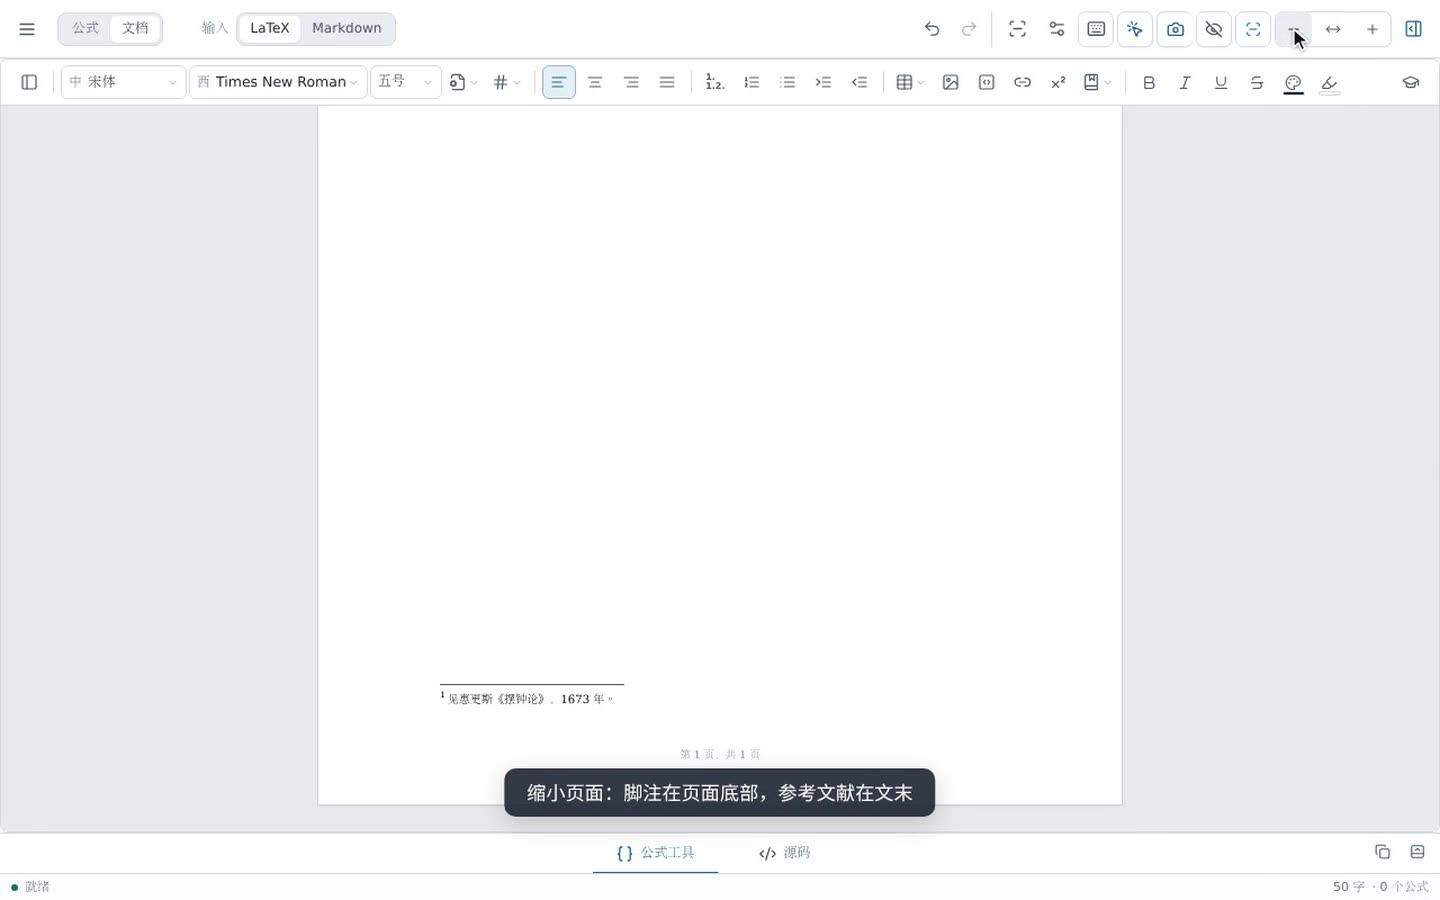 公式 文档 输入 LaTeX Markdown
中 宋体 西 Times New Roman 五号
1 见惠更斯《摆钟论》，1673 年。
第 1 页，共 1 页
缩小页面：脚注在页面底部，参考文献在文末
{} 公式工具 </> 源码
就绪 50 字 · 0 个公式